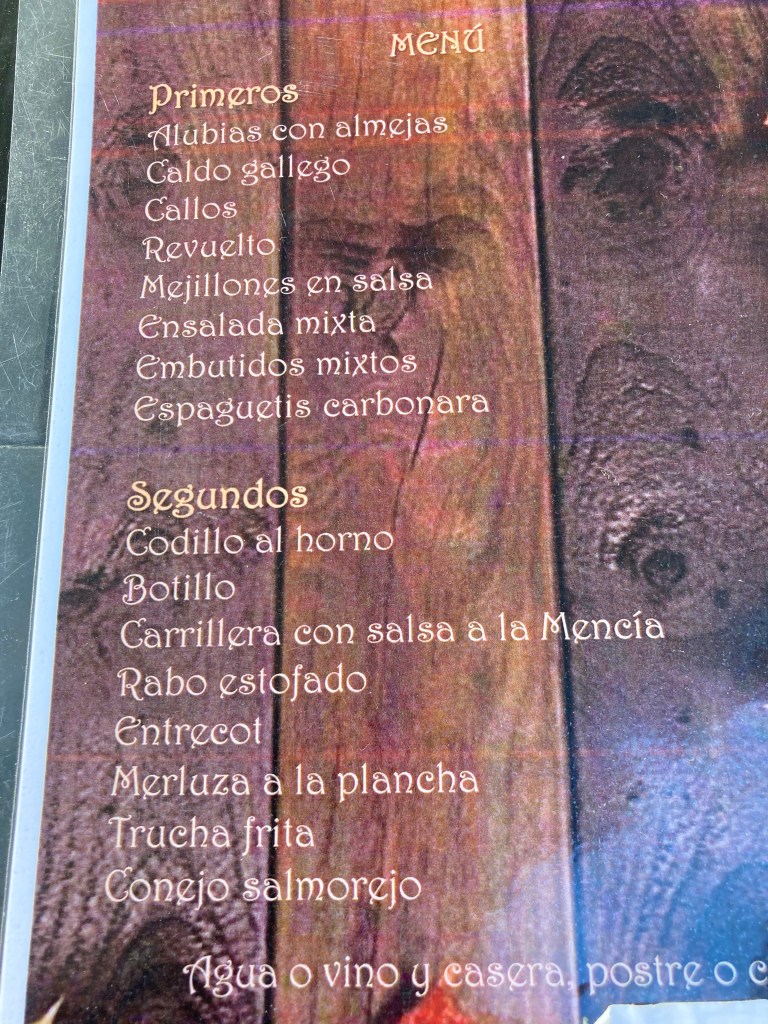 MENÚ
Primeros
Alubias con almejas
Caldo gallego
Callos
Revuelto
Mejillones en salsa
Ensalada mixta
Embutidos mixtos
Espaguetis carbonara
Segundos
Codillo al horno
Botillo
Carrillera con salsa a la Mencía
Rabo estofado
Entrecot
Merluza a la plancha
Trucha frita
Conejo salmorejo
Agua o vino y casera, postre o